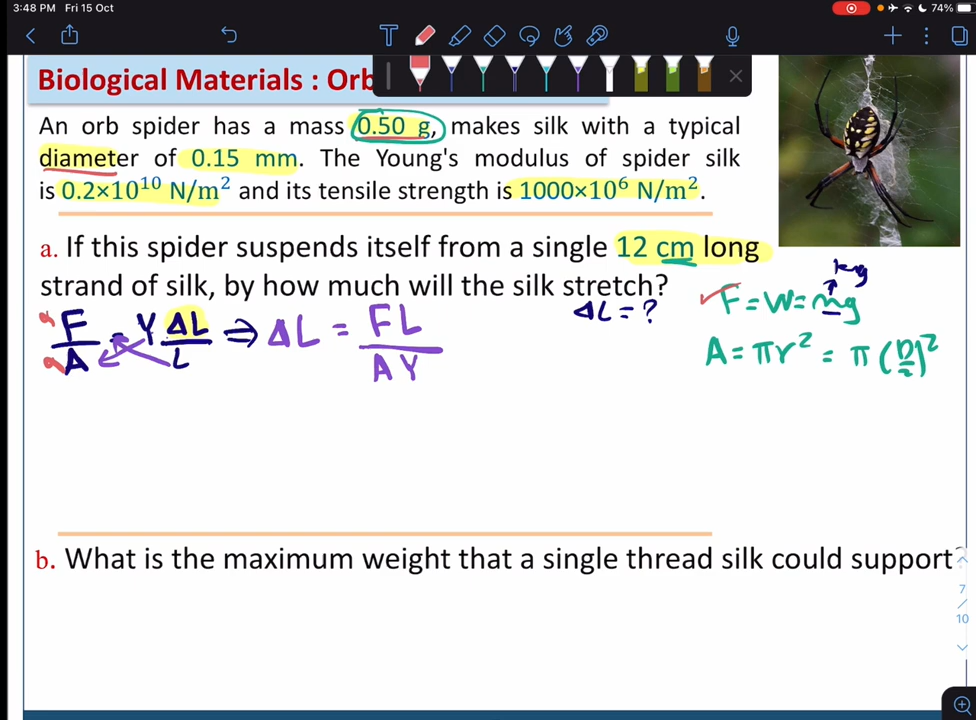 3:48 PM Fri 15 Oct
74%
Biological Materials : Orb
An orb spider has a mass 0.50 g, makes silk with a typical
diameter of 0.15 mm. The Young's modulus of spider silk
is 0.2×10¹⁰ N/m² and its tensile strength is 1000×10⁶ N/m².
a. If this spider suspends itself from a single 12 cm long
strand of silk, by how much will the silk stretch?
ΔL = ?
kg
F = W = mg
F/A = Y ΔL/L ⇒ ΔL = FL/AY
A = πr² = π (D/2)²
b. What is the maximum weight that a single thread silk could support?
7
/
10